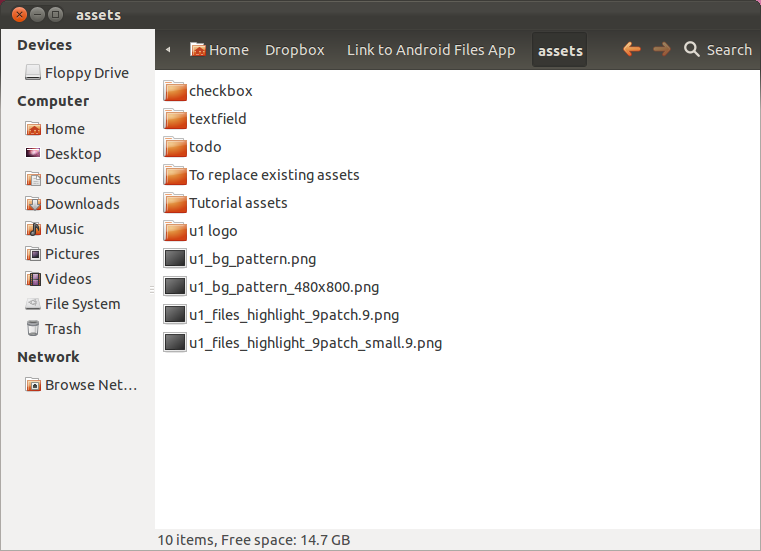 assets
Devices
Floppy Drive
Computer
Home
Desktop
Documents
Downloads
Music
Pictures
Videos
File System
Trash
Network
Browse Net…
Home Dropbox Link to Android Files App assets Search
checkbox
textfield
todo
To replace existing assets
Tutorial assets
u1 logo
u1_bg_pattern.png
u1_bg_pattern_480x800.png
u1_files_highlight_9patch.9.png
u1_files_highlight_9patch_small.9.png
10 items, Free space: 14.7 GB